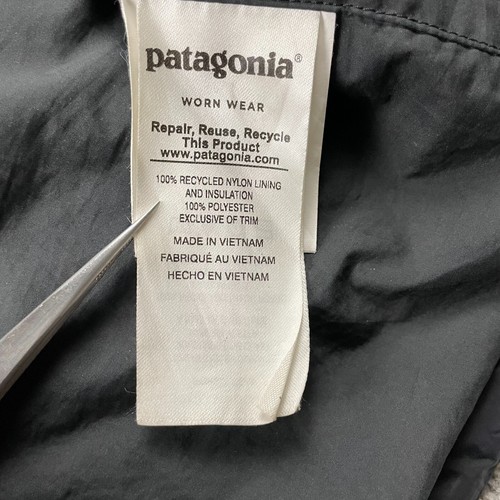 patagonia®
WORN WEAR
Repair, Reuse, Recycle
This Product
www.patagonia.com
100% RECYCLED NYLON LINING
AND INSULATION
100% POLYESTER
EXCLUSIVE OF TRIM
MADE IN VIETNAM
FABRIQUÉ AU VIETNAM
HECHO EN VIETNAM